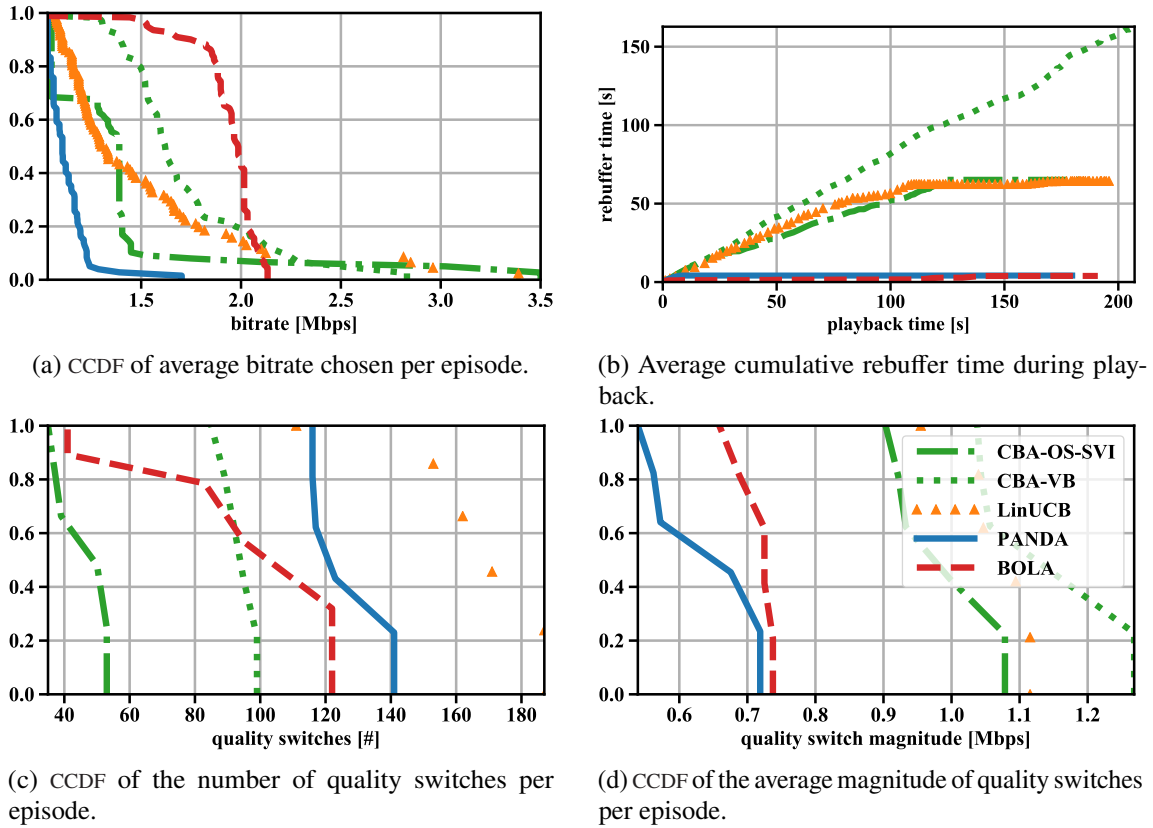 1.0
0.8
0.6
0.4
0.2
0.0
1.5
2.0
2.5
3.0
3.5
bitrate [Mbps]
(a) CCDF of average bitrate chosen per episode.
150
100
50
0
rebuffer time [s]
0
50
100
150
200
playback time [s]
(b) Average cumulative rebuffer time during play-
back.
1.0
0.8
0.6
0.4
0.2
0.0
40
60
80
100
120
140
160
180
quality switches [#]
(c) CCDF of the number of quality switches per
episode.
1.0
0.8
0.6
0.4
0.2
0.0
CBA-OS-SVI
CBA-VB
LinUCB
PANDA
BOLA
0.6
0.7
0.8
0.9
1.0
1.1
1.2
quality switch magnitude [Mbps]
(d) CCDF of the average magnitude of quality switches
per episode.